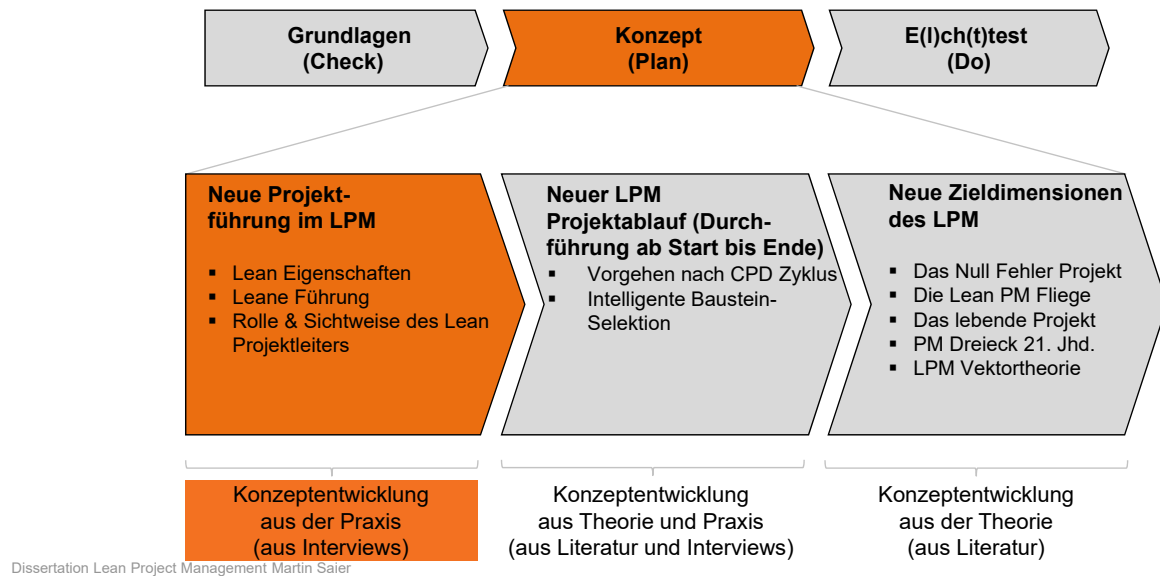 Grundlagen
(Check)
Konzept
(Plan)
E(l)ch(t)test
(Do)
Neue Projekt-
führung im LPM
▪ Lean Eigenschaften
▪ Leane Führung
▪ Rolle & Sichtweise des Lean
Projektleiters
Neuer LPM
Projektablauf (Durch-
führung ab Start bis Ende)
▪ Vorgehen nach CPD Zyklus
▪ Intelligente Baustein-
Selektion
Neue Zieldimensionen
des LPM
▪ Das Null Fehler Projekt
▪ Die Lean PM Fliege
▪ Das lebende Projekt
▪ PM Dreieck 21. Jhd.
▪ LPM Vektortheorie
Konzeptentwicklung
aus der Praxis
(aus Interviews)
Konzeptentwicklung
aus Theorie und Praxis
(aus Literatur und Interviews)
Konzeptentwicklung
aus der Theorie
(aus Literatur)
Dissertation Lean Project Management Martin Saier